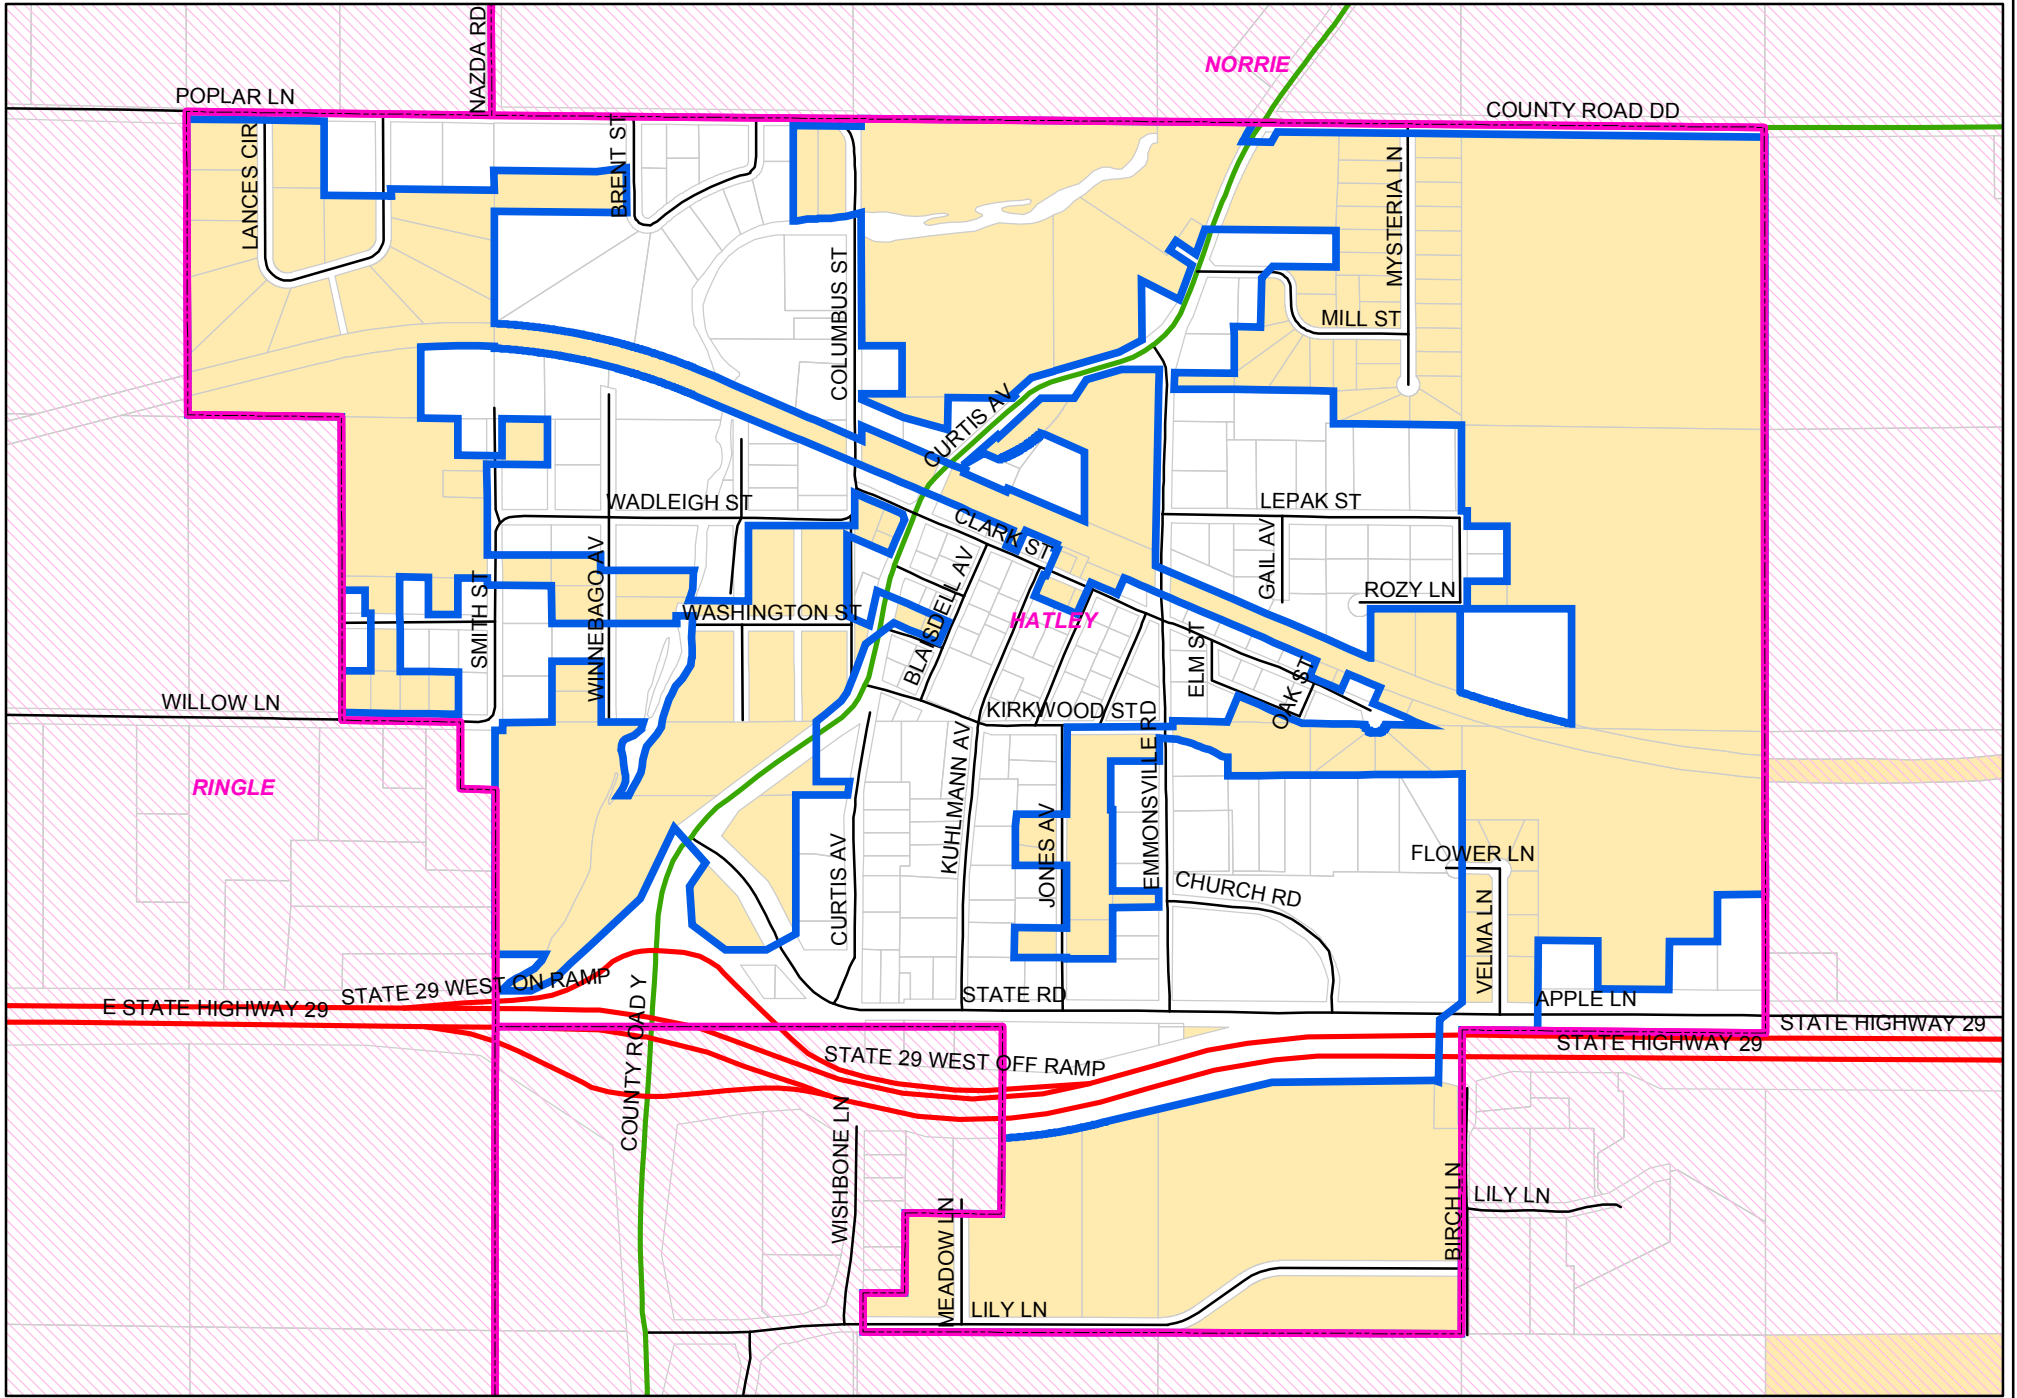 NAZDA RD
NORRIE
POPLAR LN
COUNTY ROAD DD
LANCES CIR
BRENT ST
MYSTERIA LN
COLUMBUS ST
MILL ST
CURTIS AV
WADLEIGH ST
LEPAK ST
CLARK ST
GAIL AV
WINNEBAGO AV
BLAISDELL AV
ROZY LN
SMITH ST
WASHINGTON ST
HATLEY
ELM ST
OAK ST
WILLOW LN
KIRKWOOD ST
EMMONSVILLE RD
KUHLMANN AV
RINGLE
JONES AV
CURTIS AV
FLOWER LN
CHURCH RD
VELMA LN
STATE 29 WEST ON RAMP
E STATE HIGHWAY 29
STATE RD
APPLE LN
STATE HIGHWAY 29
STATE HIGHWAY 29
COUNTY ROAD Y
STATE 29 WEST OFF RAMP
WISHBONE LN
MEADOW LN
BIRCH LN
LILY LN
LILY LN